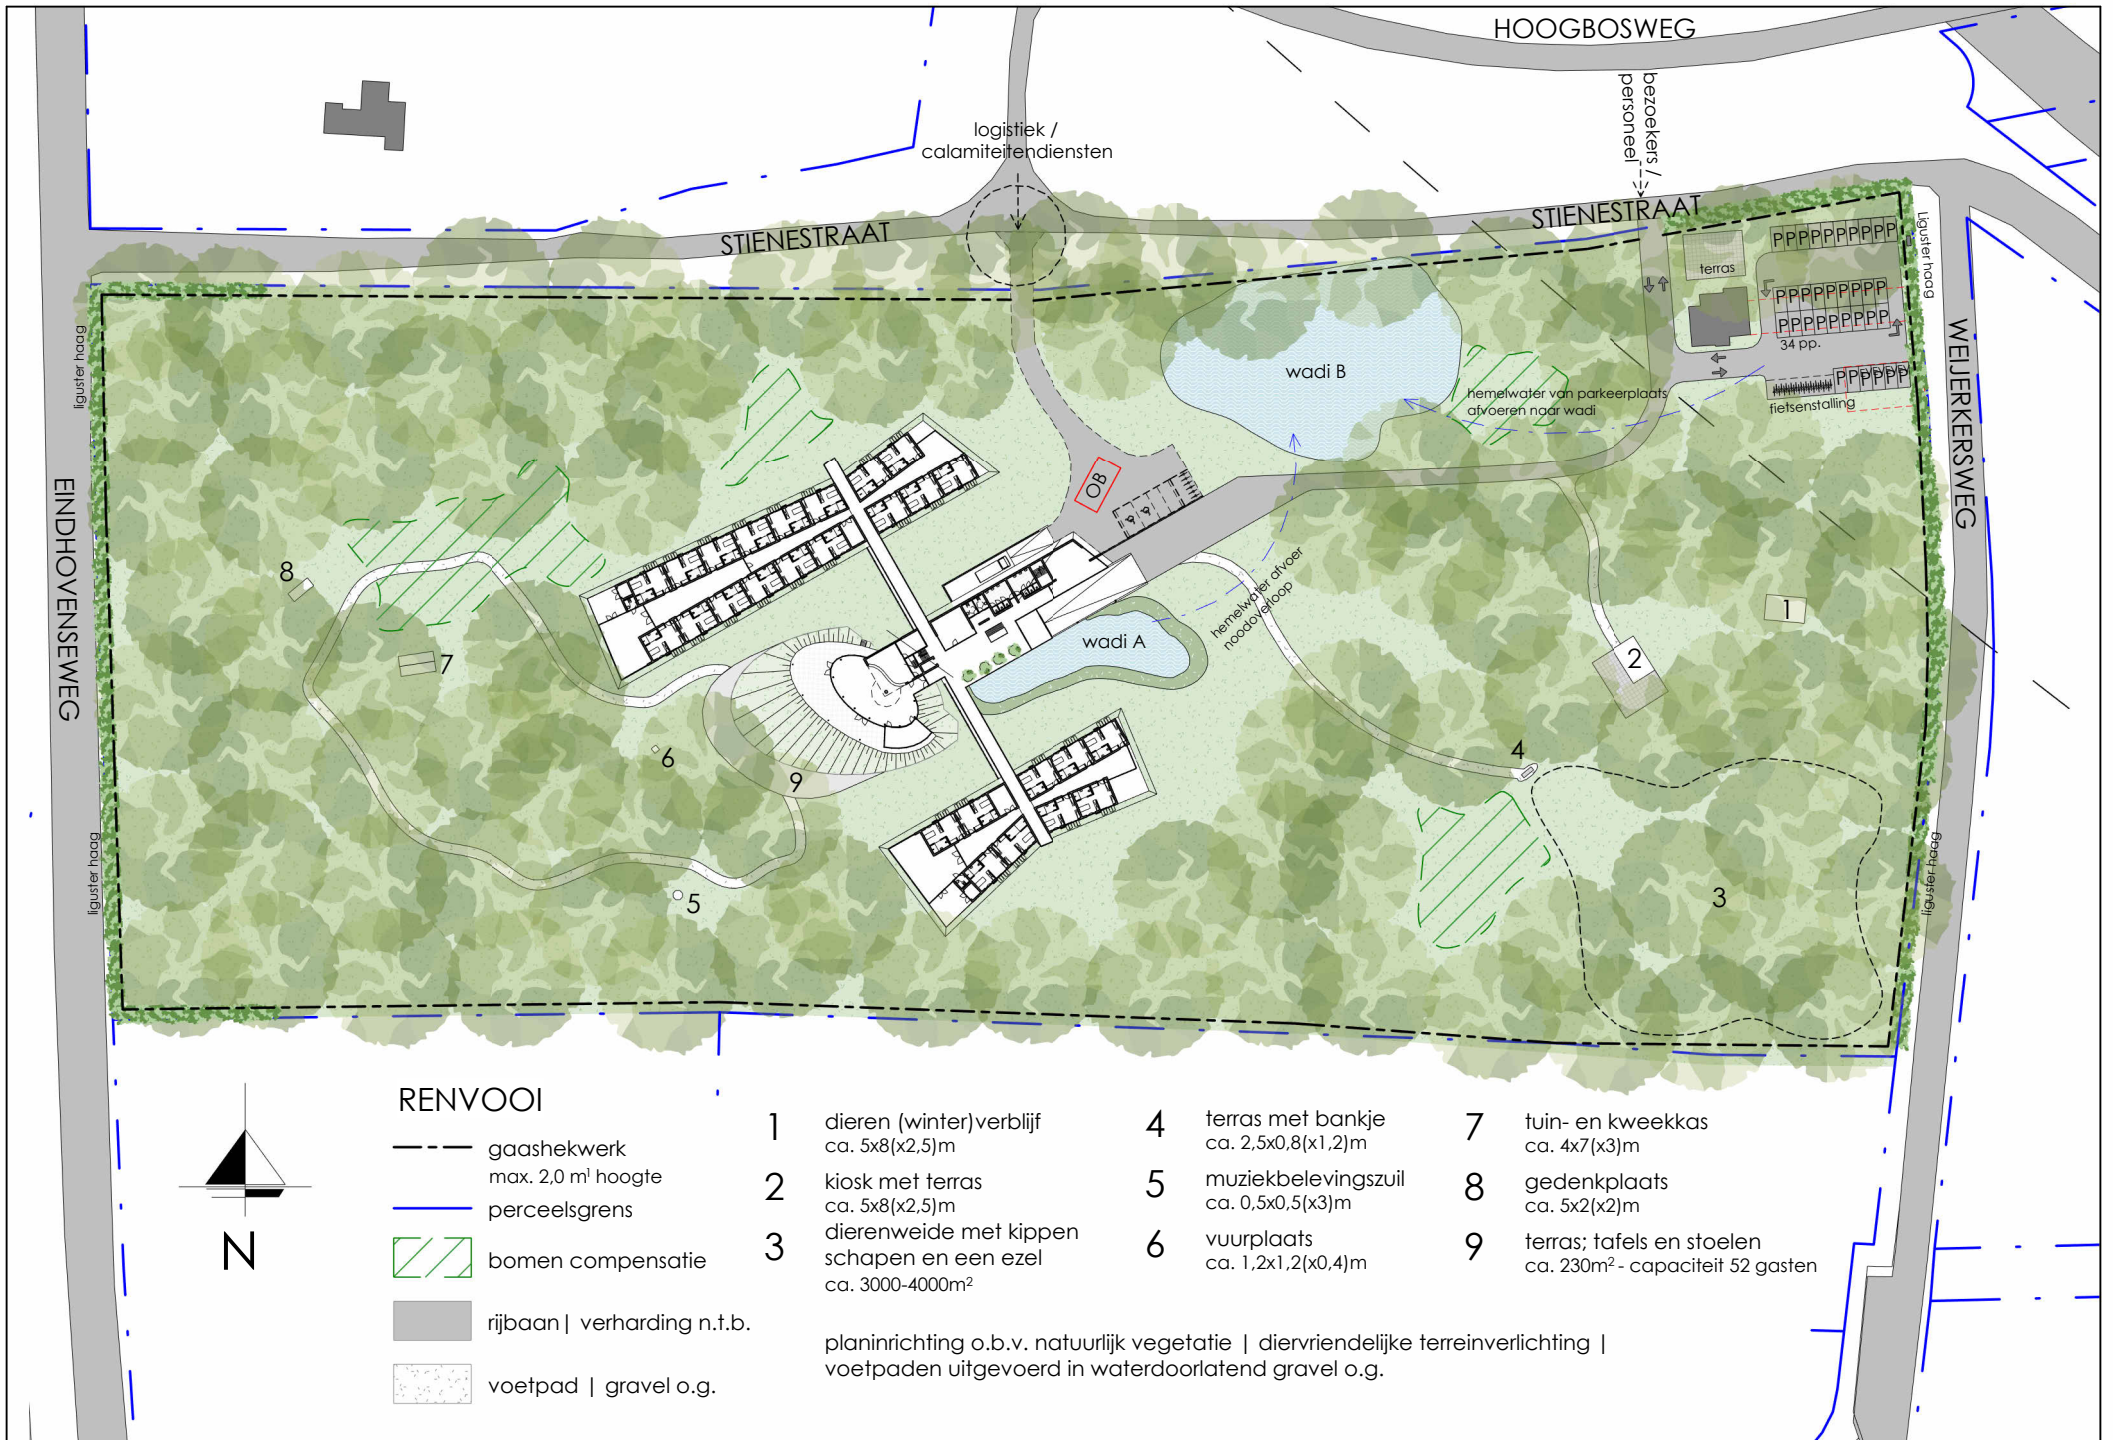 HOOGBOSWEG
bezoekers /
personeel
logistiek /
calamiteitendiensten
STIENESTRAAT
STIENESTRAAT
terras
PPPPPPPPPP
PPPPPPPPP
PPPPPPPPP
34 pp.
PPPPPP
fietsenstalling
Liguster haag
WEIJERKERSWEG
liguster haag
EINDHOVENSEWEG
liguster haag
liguster haag
wadi B
hemelwater van parkeerplaats
afvoeren naar wadi
OB
hemelwater afvoer
noodoverloop
wadi A
8
7
6
9
5
4
1
2
3
N
RENVOOI
gaashekwerk
max. 2,0 m¹ hoogte
perceelsgrens
bomen compensatie
rijbaan | verharding n.t.b.
voetpad | gravel o.g.
1 dieren (winter)verblijf
ca. 5x8(x2,5)m
2 kiosk met terras
ca. 5x8(x2,5)m
3 dierenweide met kippen
schapen en een ezel
ca. 3000-4000m²
4 terras met bankje
ca. 2,5x0,8(x1,2)m
5 muziekbelevingszuil
ca. 0,5x0,5(x3)m
6 vuurplaats
ca. 1,2x1,2(x0,4)m
7 tuin- en kweekkas
ca. 4x7(x3)m
8 gedenkplaats
ca. 5x2(x2)m
9 terras; tafels en stoelen
ca. 230m² - capaciteit 52 gasten
planinrichting o.b.v. natuurlijk vegetatie | diervriendelijke terreinverlichting |
voetpaden uitgevoerd in waterdoorlatend gravel o.g.